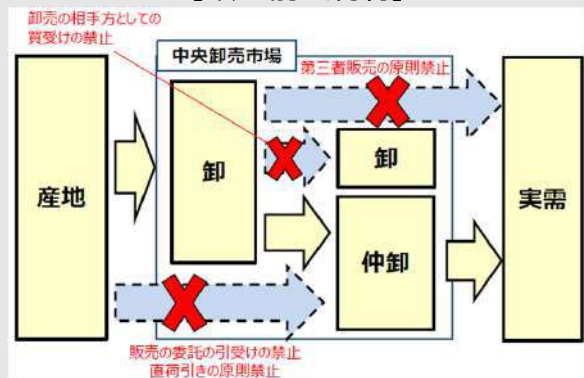 卸売の相手方としての
買受けの禁止
中央卸売市場
第三者販売の原則禁止
産地
卸
卸
仲卸
実需
販売の委託の引受けの禁止
直荷引きの原則禁止